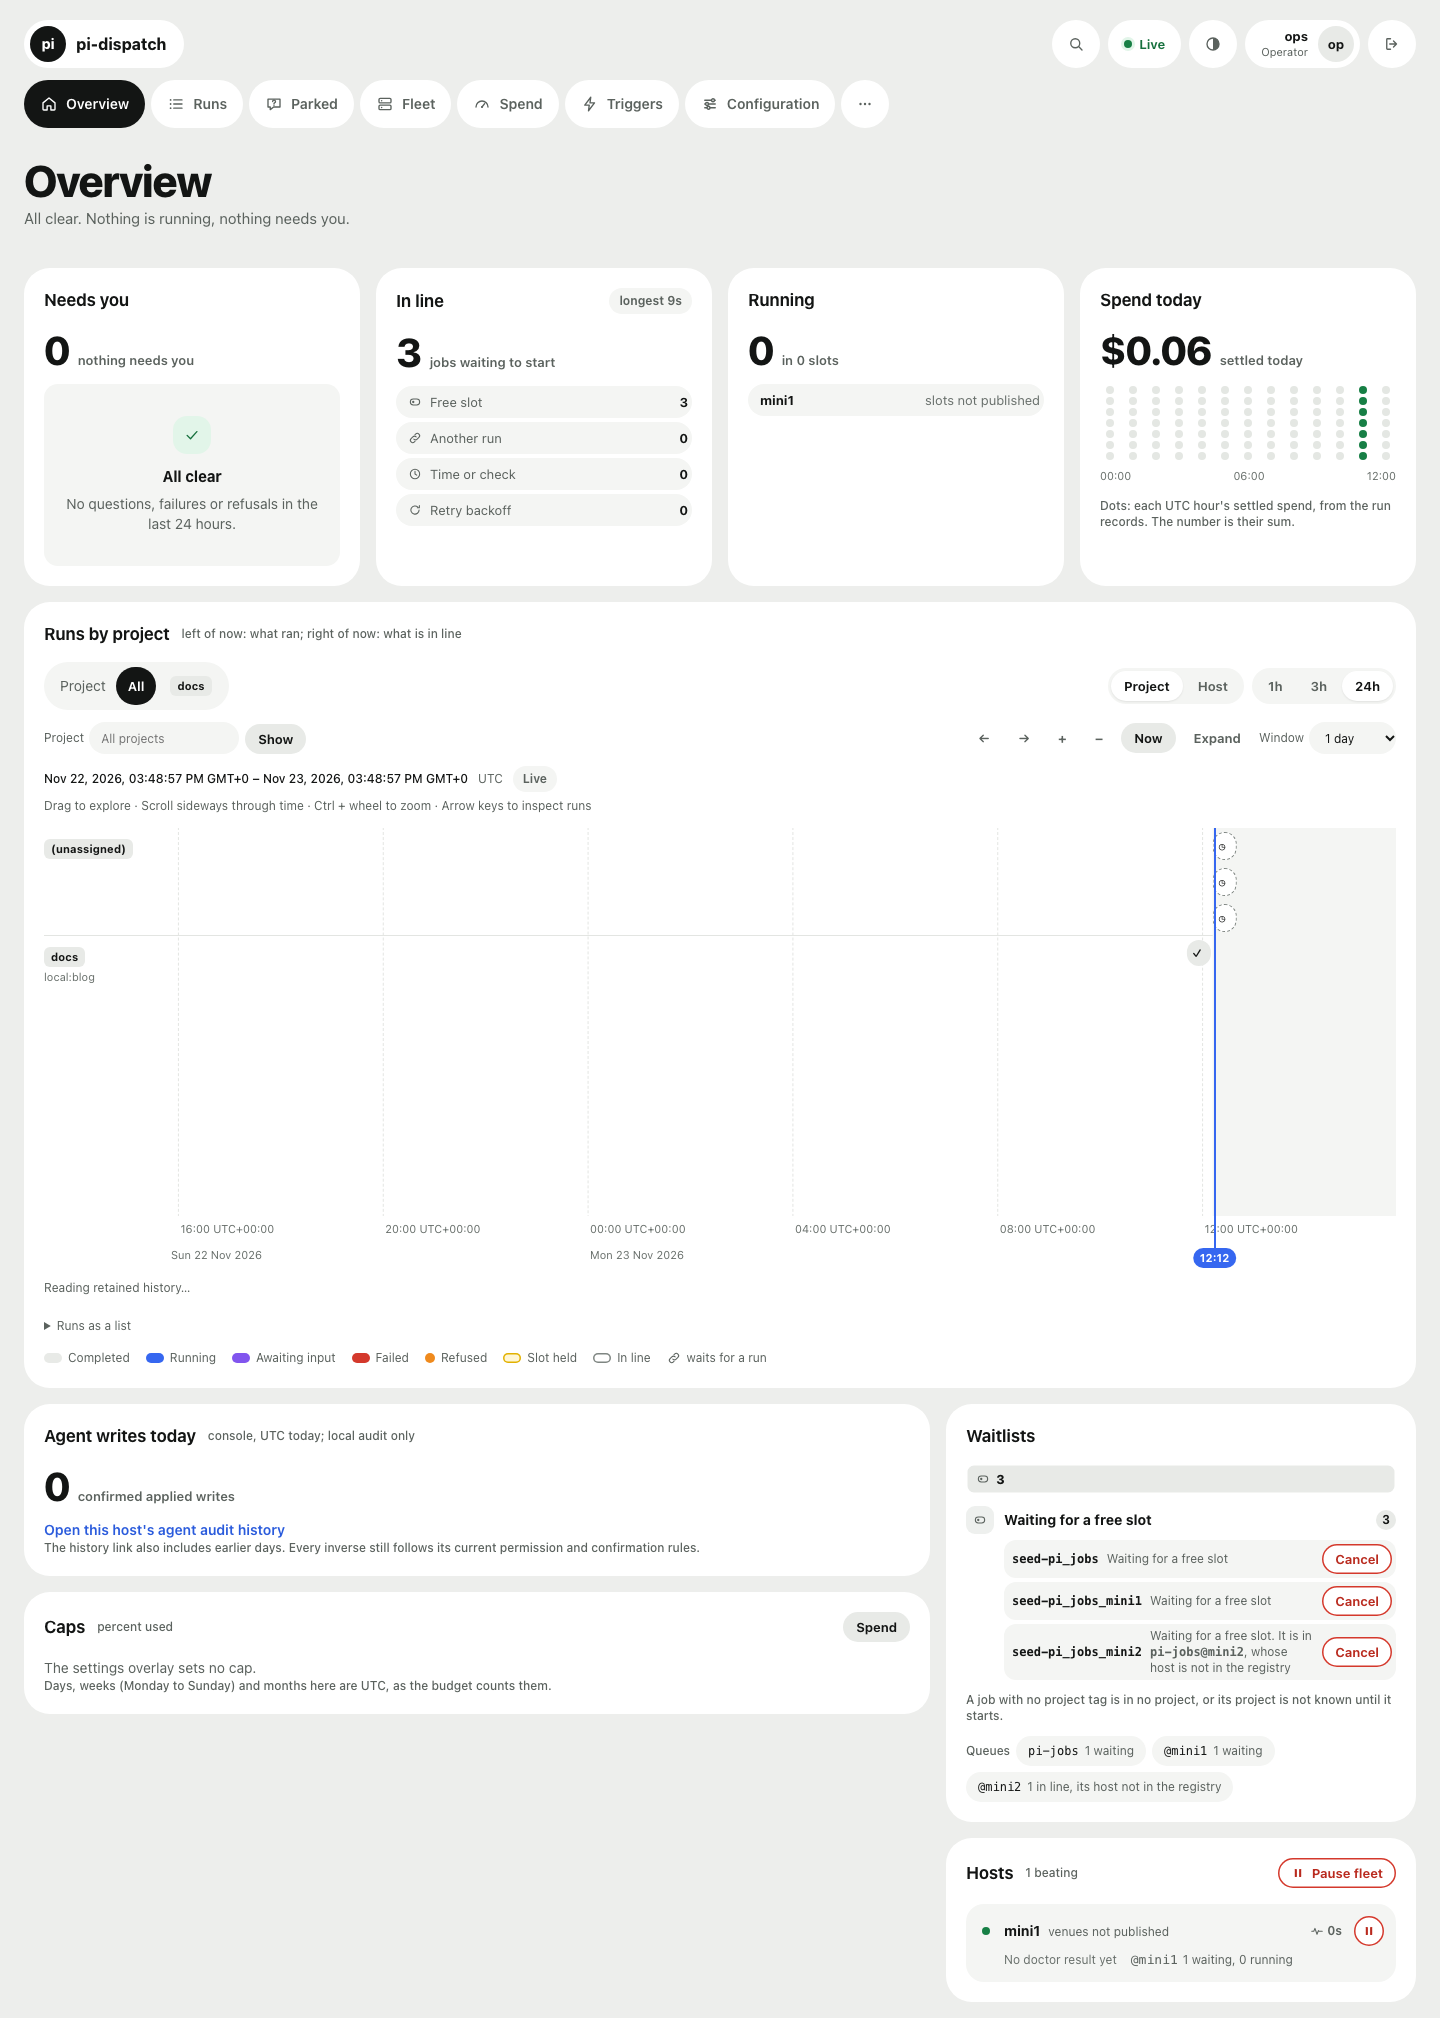 pi pi-dispatch
Live
ops
Operator
op
Overview
Runs
Parked
Fleet
Spend
Triggers
Configuration
Overview
All clear. Nothing is running, nothing needs you.
Needs you
0 nothing needs you
All clear
No questions, failures or refusals in the
last 24 hours.
In line
longest 9s
3 jobs waiting to start
Free slot 3
Another run 0
Time or check 0
Retry backoff 0
Running
0 in 0 slots
mini1 slots not published
Spend today
$0.06 settled today
00:00 06:00 12:00
Dots: each UTC hour's settled spend, from the run
records. The number is their sum.
Runs by project left of now: what ran; right of now: what is in line
Project All docs
Project Host
1h 3h 24h
Project All projects Show
← → + − Now Expand Window 1 day
Nov 22, 2026, 03:48:57 PM GMT+0 – Nov 23, 2026, 03:48:57 PM GMT+0 UTC Live
Drag to explore · Scroll sideways through time · Ctrl + wheel to zoom · Arrow keys to inspect runs
(unassigned)
docs
local:blog
16:00 UTC+00:00 20:00 UTC+00:00 00:00 UTC+00:00 04:00 UTC+00:00 08:00 UTC+00:00 12:00 UTC+00:00
Sun 22 Nov 2026 Mon 23 Nov 2026 12:12
Reading retained history...
Runs as a list
Completed Running Awaiting input Failed Refused Slot held In line waits for a run
Agent writes today console, UTC today; local audit only
0 confirmed applied writes
Open this host's agent audit history
The history link also includes earlier days. Every inverse still follows its current permission and confirmation rules.
Caps percent used
Spend
The settings overlay sets no cap.
Days, weeks (Monday to Sunday) and months here are UTC, as the budget counts them.
Waitlists
3
Waiting for a free slot 3
seed-pi_jobs Waiting for a free slot Cancel
seed-pi_jobs_mini1 Waiting for a free slot Cancel
seed-pi_jobs_mini2 Waiting for a free slot. It is in
pi-jobs@mini2, whose
host is not in the registry
Cancel
A job with no project tag is in no project, or its project is not known until it
starts.
Queues pi-jobs 1 waiting @mini1 1 waiting
@mini2 1 in line, its host not in the registry
Hosts 1 beating
Pause fleet
mini1 venues not published 0s
No doctor result yet @mini1 1 waiting, 0 running